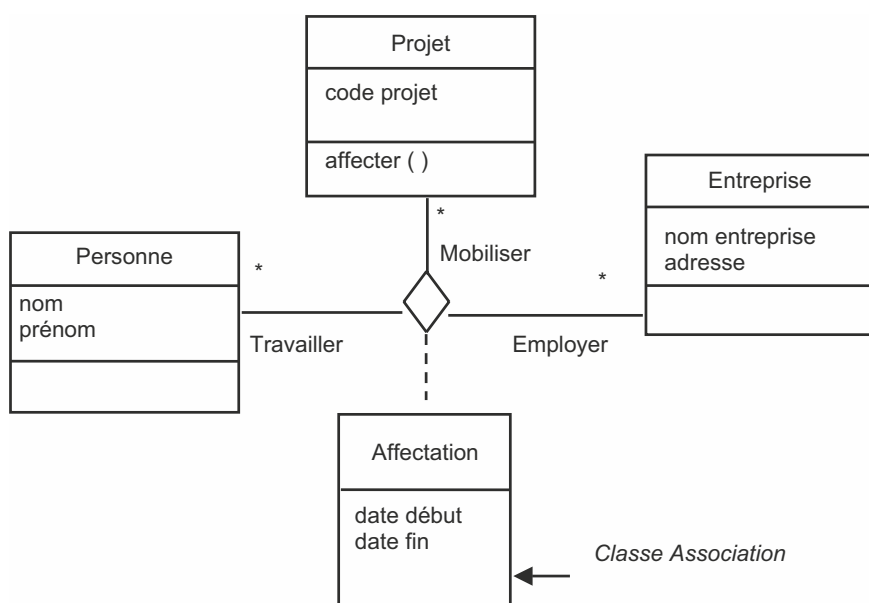 Projet
code projet
affecter ( )
*
Mobiliser
Entreprise
nom entreprise
adresse
*
Employer
Personne
nom
prénom
*
Travailler
Affectation
date début
date fin
Classe Association